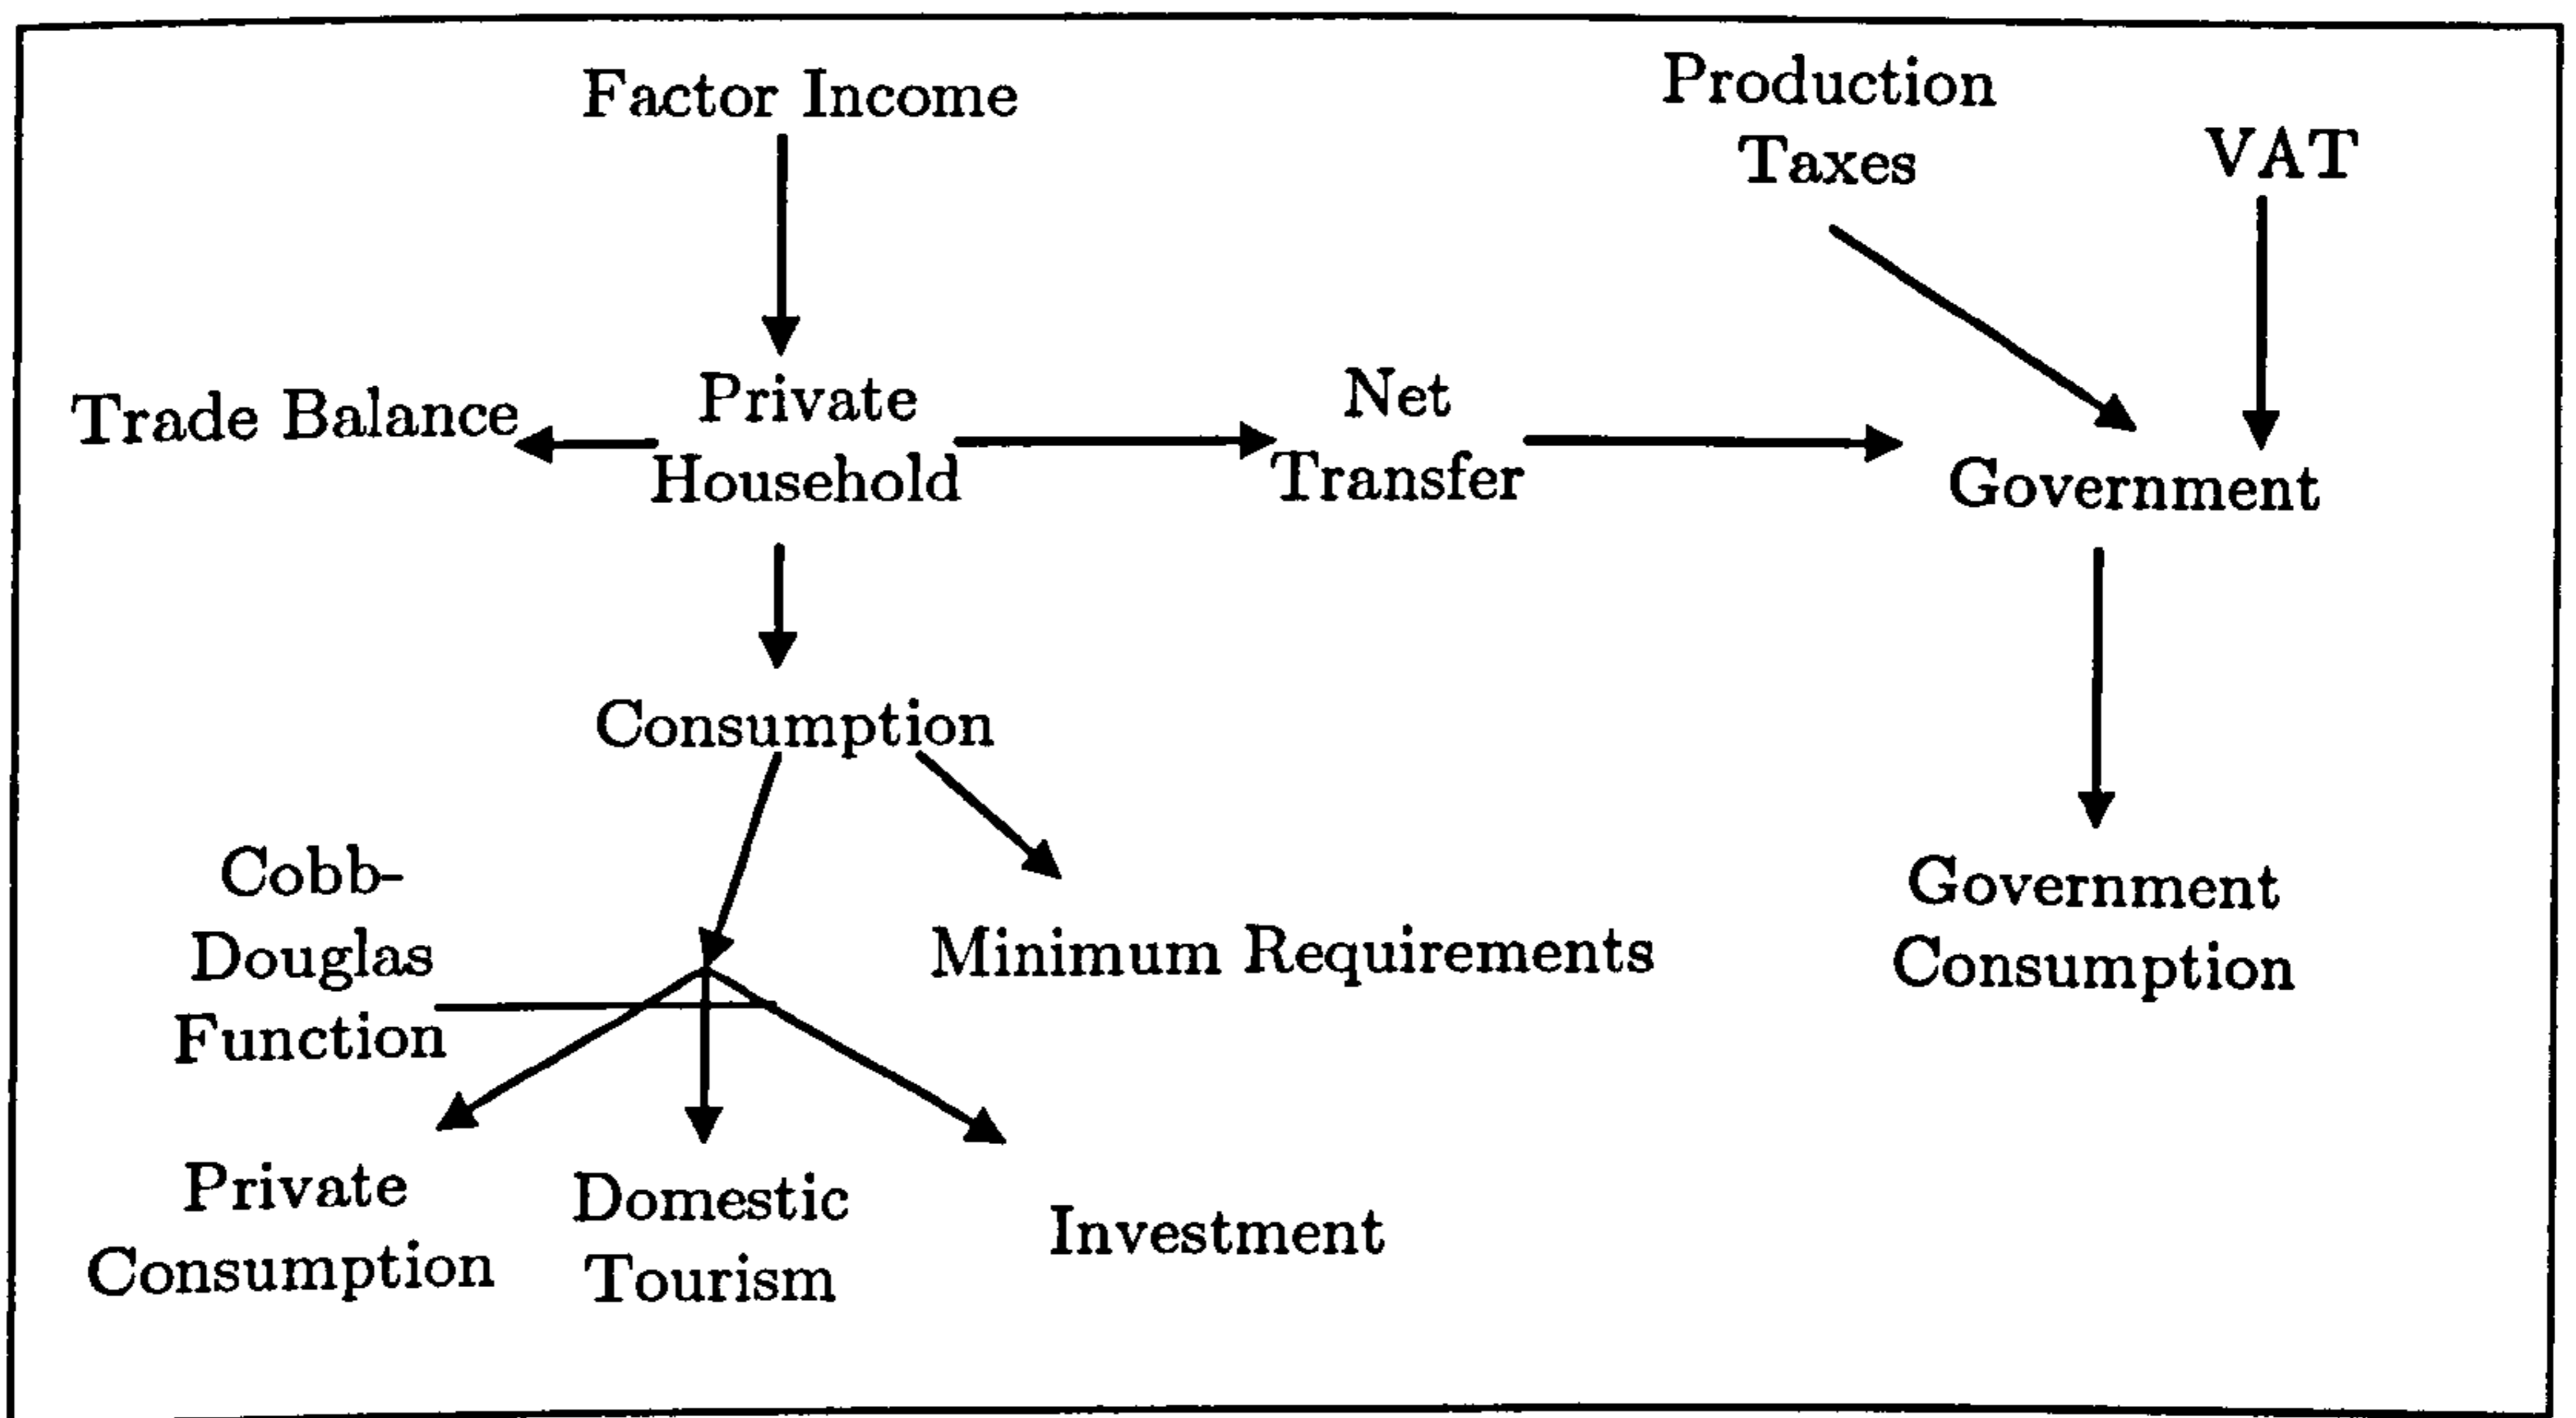 Factor Income
Production
Taxes
VAT
Trade Balance
Private
Household
Net
Transfer
Government
Consumption
Cobb-
Douglas
Function
Minimum Requirements
Government
Consumption
Private
Consumption
Domestic
Tourism
Investment